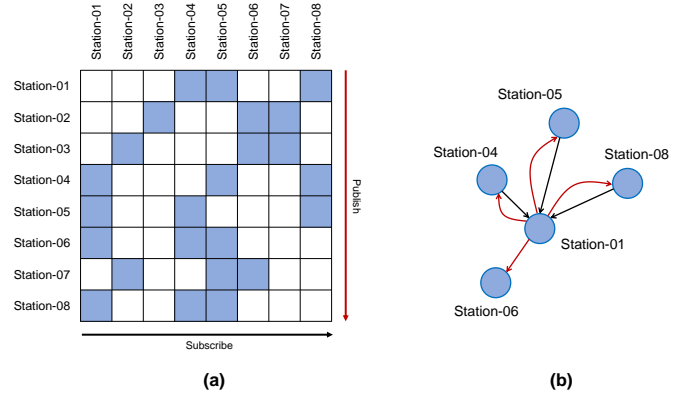 Station-01
Station-02
Station-03
Station-04
Station-05
Station-06
Station-07
Station-08
Station-01
Station-02
Station-03
Station-04
Station-05
Station-06
Station-07
Station-08
Publish
Subscribe
(a)
Station-05
Station-04
Station-08
Station-01
Station-06
(b)